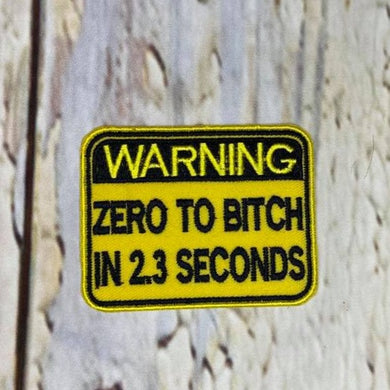 WARNING
ZERO TO BITCH
IN 2.3 SECONDS